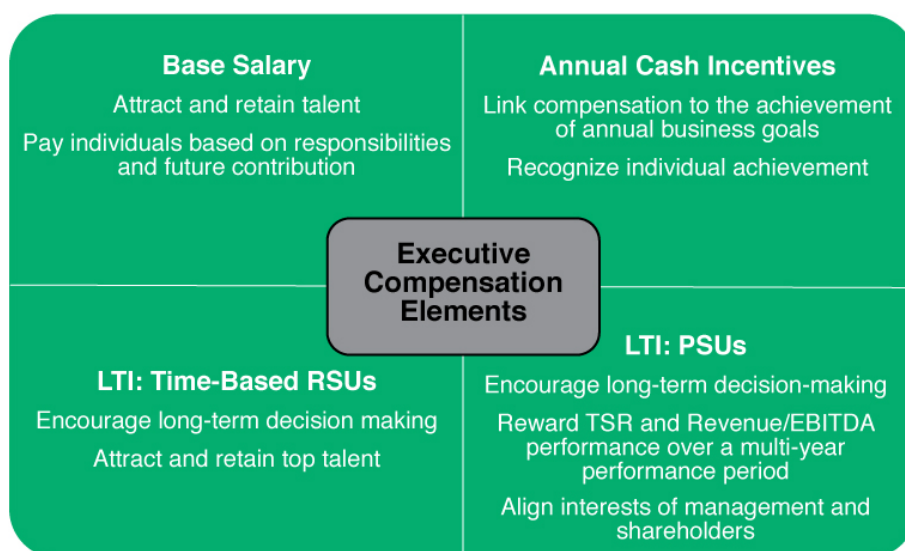 Base Salary
Attract and retain talent
Pay individuals based on responsibilities
and future contribution
Annual Cash Incentives
Link compensation to the achievement
of annual business goals
Recognize individual achievement
Executive
Compensation
Elements
LTI: Time-Based RSUs
Encourage long-term decision making
Attract and retain top talent
LTI: PSUs
Encourage long-term decision-making
Reward TSR and Revenue/EBITDA
performance over a multi-year
performance period
Align interests of management and
shareholders